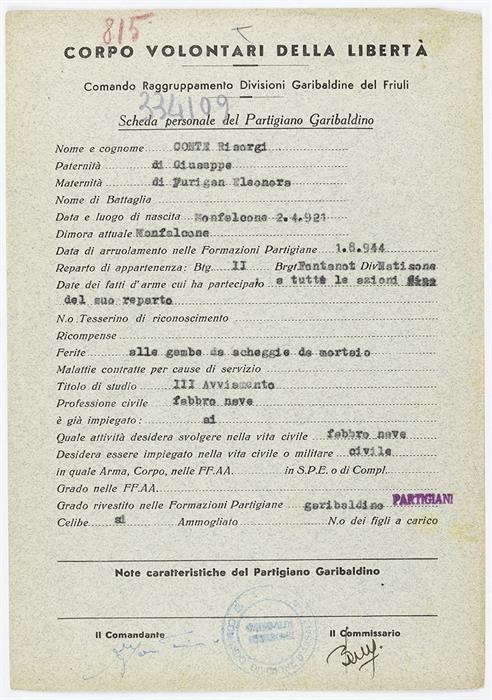 815
CORPO VOLONTARI DELLA LIBERTÀ
Comando Raggruppamento Divisioni Garibaldine del Friuli
334109
Scheda personale del Partigiano Garibaldino
Nome e cognome CONTE Risorgi
Paternità di Giuseppe
Maternità di Furigan Eleonora
Nome di Battaglia
Data e luogo di nascita Monfalcone 2.4.921
Dimora attuale Monfalcone
Data di arruolamento nelle Formazioni Partigiane 1.8.944
Reparto di appartenenza: Btg. II Brgt Fontanot Div Natisone
Date dei fatti d'arme cui ha partecipato a tutte le azioni
del suo reparto
N.o Tesserino di riconoscimento
Ricompense
Ferite alle gambe da scheggie da mortaio
Malattie contratte per cause di servizio
Titolo di studio III Avviamento
Professione civile fabbro nave
è già impiegato: si
Quale attività desidera svolgere nella vita civile fabbro nave
Desidera essere impiegato nella vita civile o militare civile
in quale Arma, Corpo, nelle FF.AA. in S.P.E. o di Compl.
Grado nelle FF.AA.
Grado rivestito nelle Formazioni Partigiane garibaldino PARTIGIANI
Celibe si Ammogliato N.o dei figli a carico
Note caratteristiche del Partigiano Garibaldino
Il Comandante Il Commissario